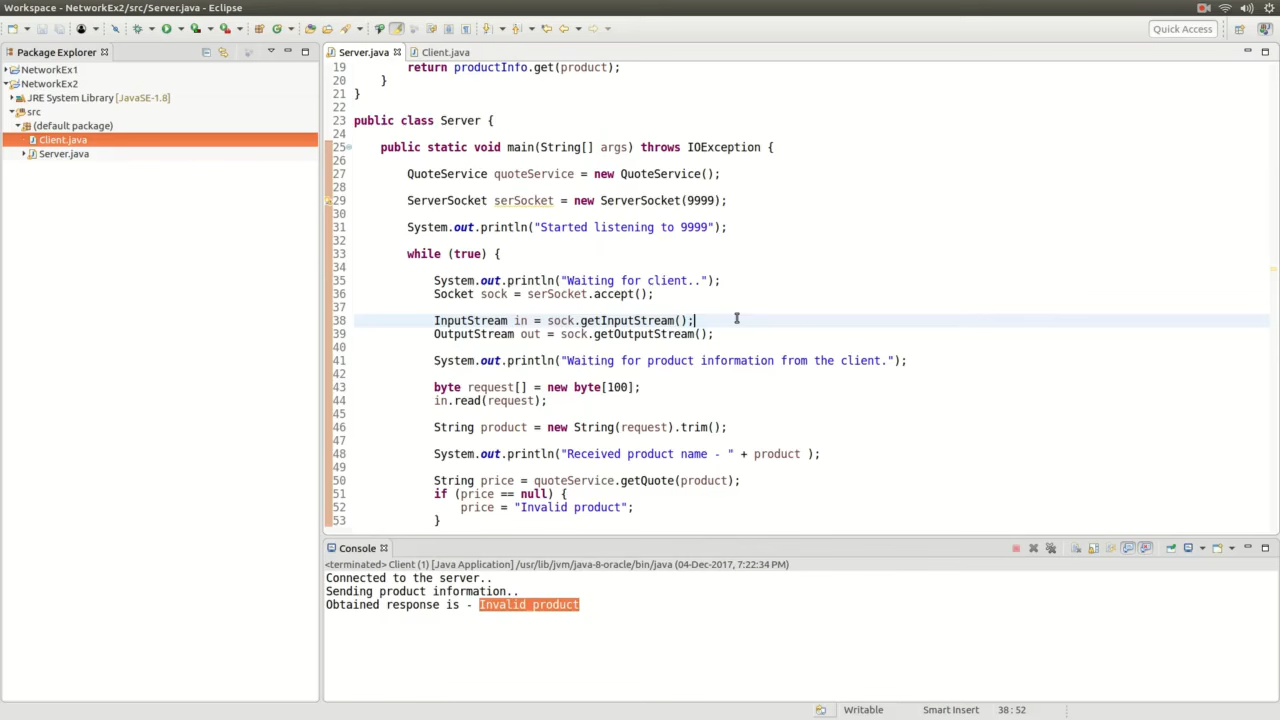 Workspace - NetworkEx2/src/Server.java - Eclipse
Quick Access
Package Explorer
NetworkEx1
NetworkEx2
JRE System Library [JavaSE-1.8]
src
(default package)
Client.java
Server.java
Server.java
Client.java
19 return productInfo.get(product);
20 }
21 }
22
23 public class Server {
24
25 public static void main(String[] args) throws IOException {
26
27 QuoteService quoteService = new QuoteService();
28
29 ServerSocket serSocket = new ServerSocket(9999);
30
31 System.out.println("Started listening to 9999");
32
33 while (true) {
34
35 System.out.println("Waiting for client..");
36 Socket sock = serSocket.accept();
37
38 InputStream in = sock.getInputStream();
39 OutputStream out = sock.getOutputStream();
40
41 System.out.println("Waiting for product information from the client.");
42
43 byte request[] = new byte[100];
44 in.read(request);
45
46 String product = new String(request).trim();
47
48 System.out.println("Received product name - " + product );
49
50 String price = quoteService.getQuote(product);
51 if (price == null) {
52 price = "Invalid product";
53 }
Console
<terminated> Client (1) [Java Application] /usr/lib/jvm/java-8-oracle/bin/java (04-Dec-2017, 7:22:34 PM)
Connected to the server..
Sending product information..
Obtained response is - Invalid product
Writable
Smart Insert
38 : 52